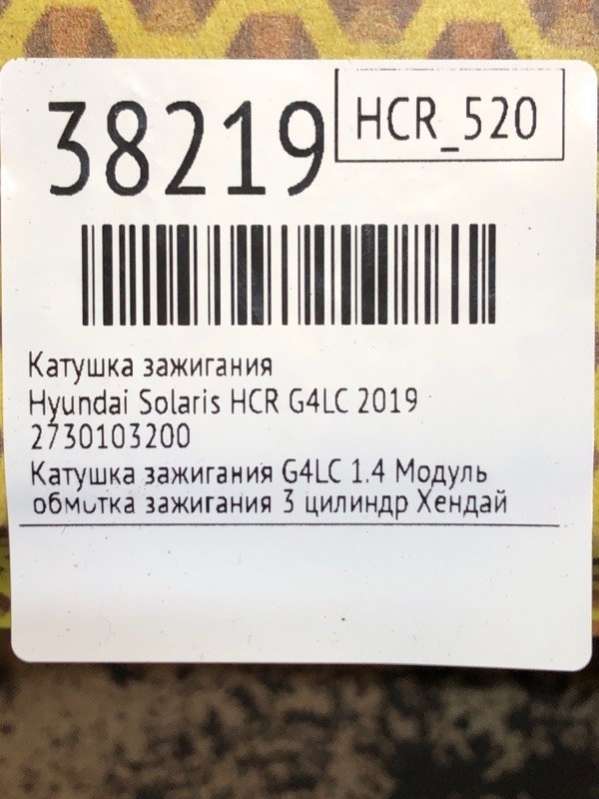 38219
HCR_520
Катушка зажигания
Hyundai Solaris HCR G4LC 2019
2730103200
Катушка зажигания G4LC 1.4 Модуль
обмотка зажигания 3 цилиндр Хендай